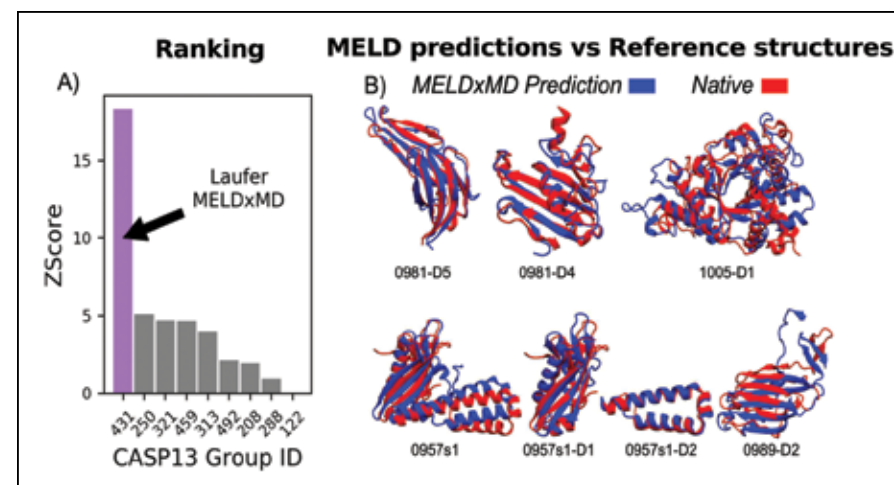 Ranking
MELD predictions vs Reference structures
A)
Laufer
MELDxMD
ZScore
15
10
5
0
431
250
321
459
313
492
208
288
122
CASP13 Group ID
B) MELDxMD Prediction Native
0981-D5
0981-D4
1005-D1
0957s1
0957s1-D1
0957s1-D2
0989-D2